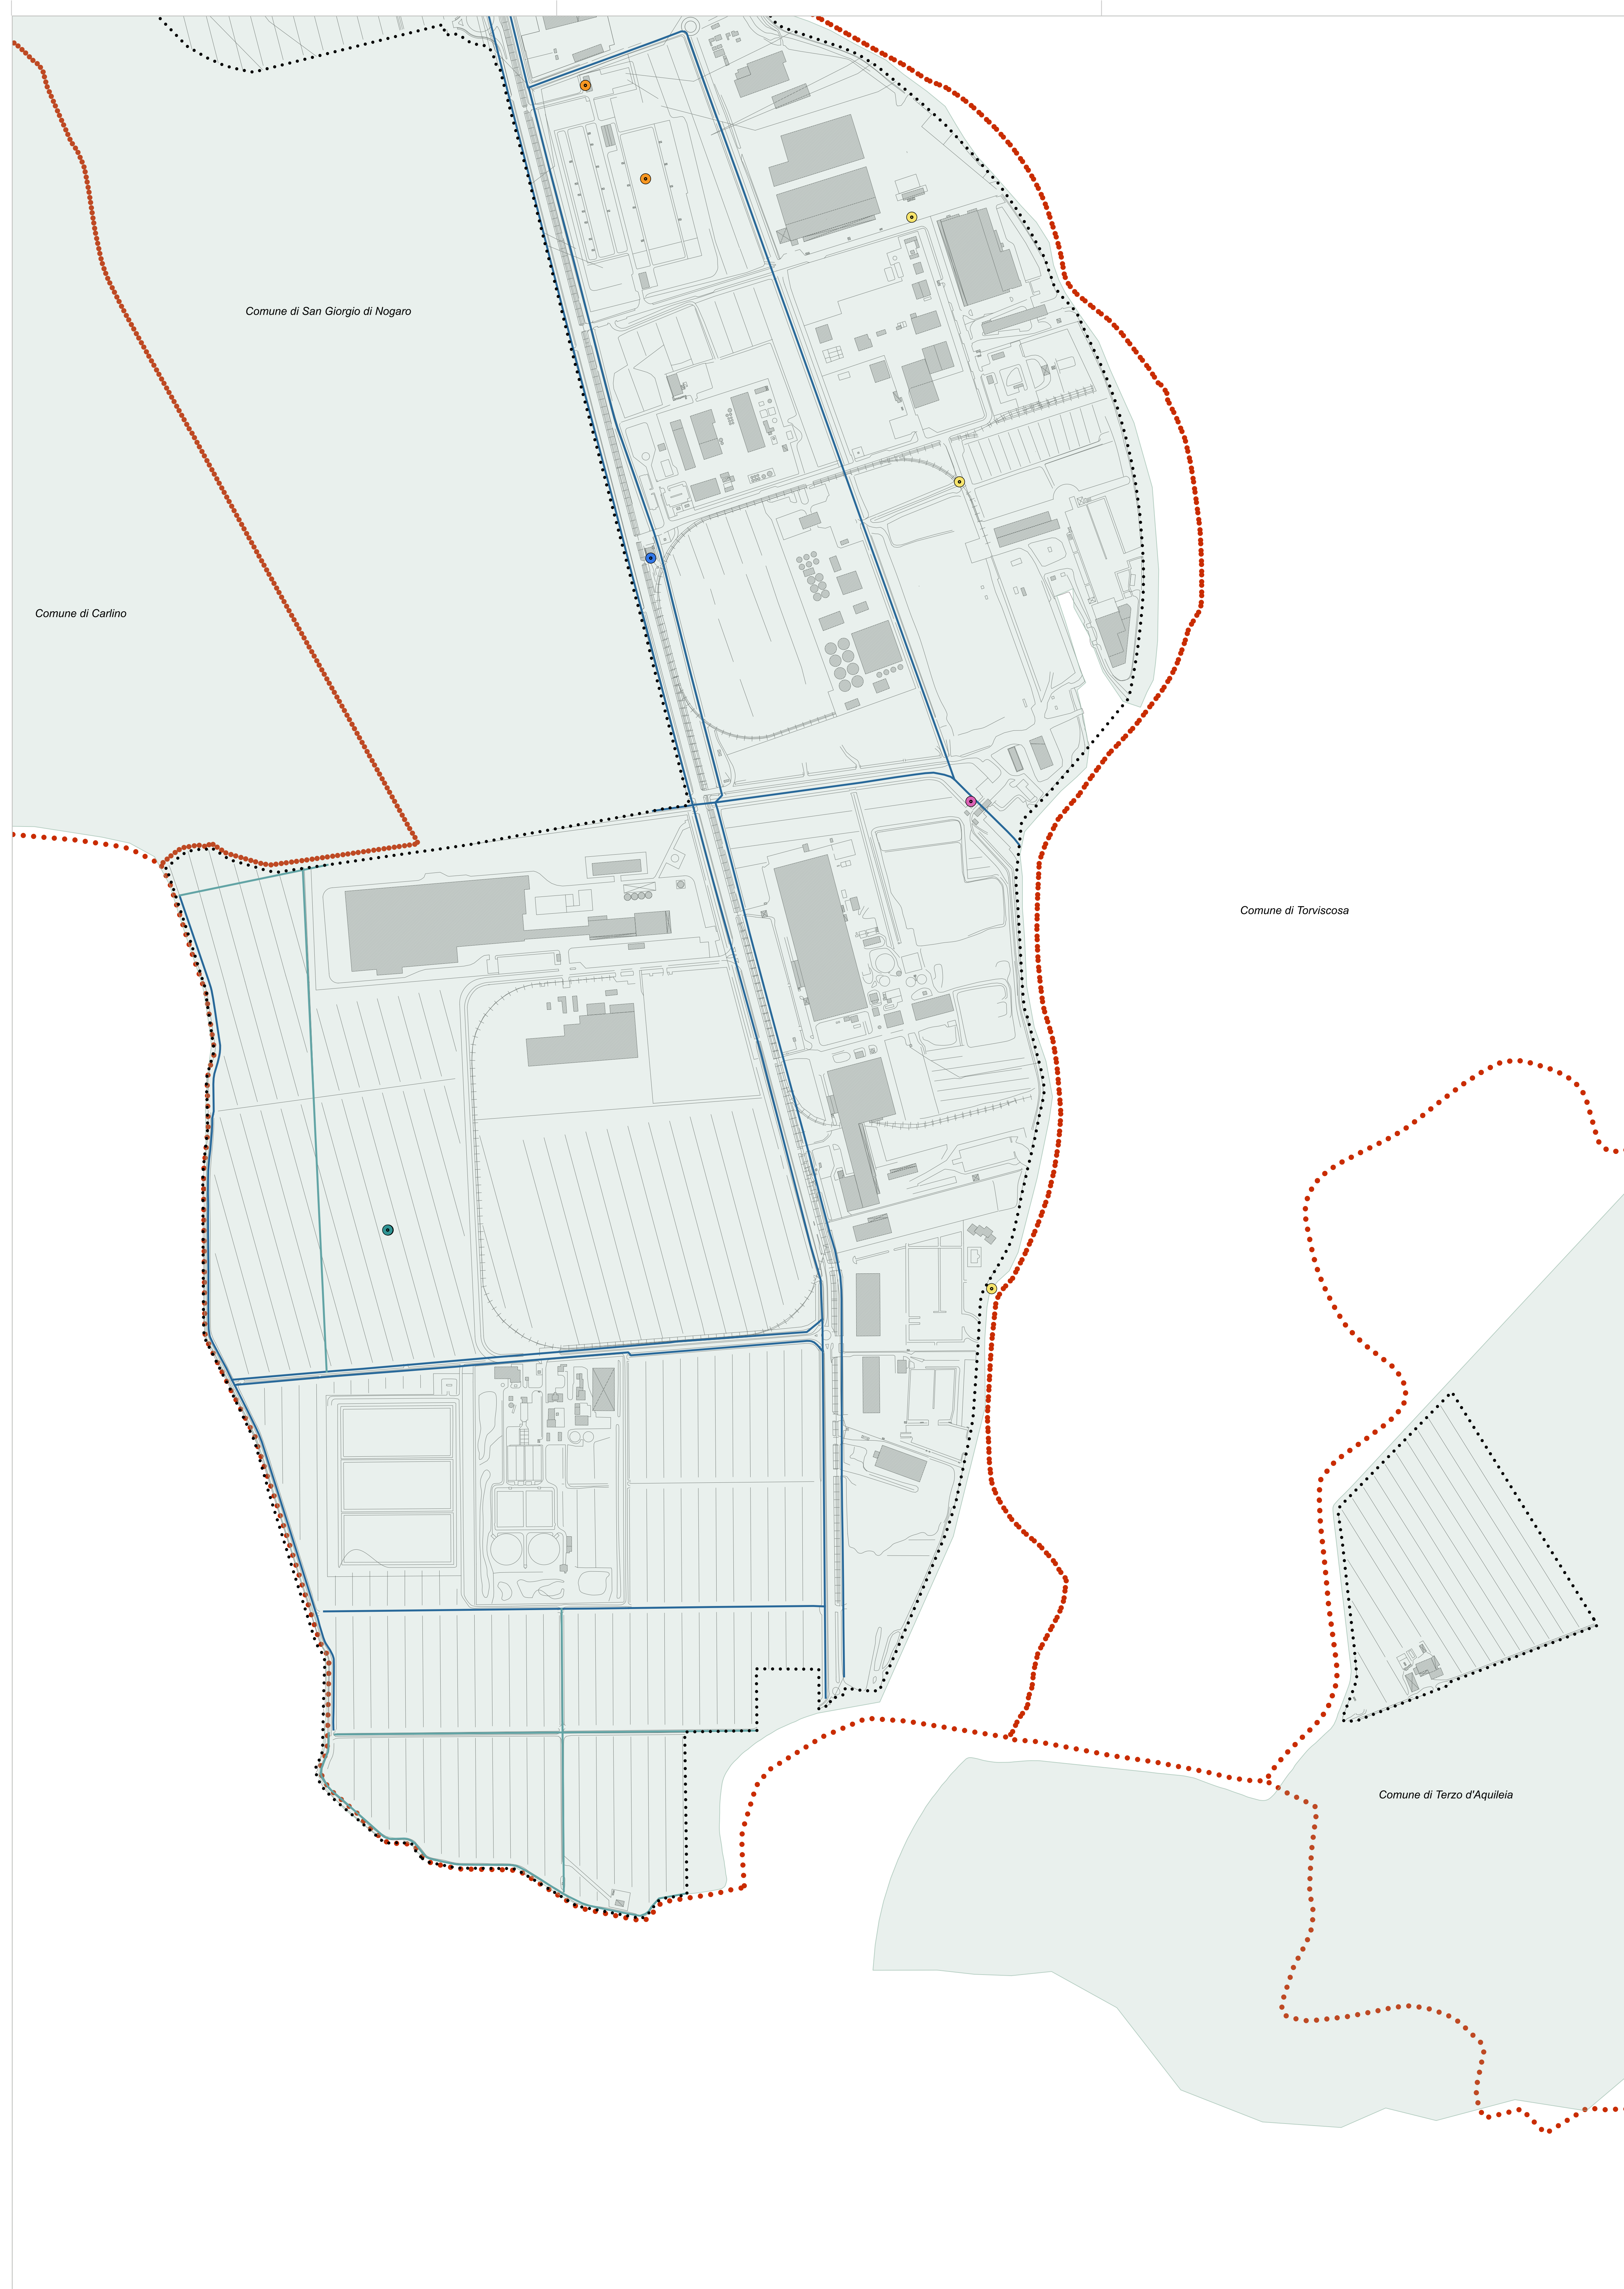 Comune di San Giorgio di Nogaro
Comune di Carlino
Comune di Torviscosa
Comune di Terzo d'Aquileia